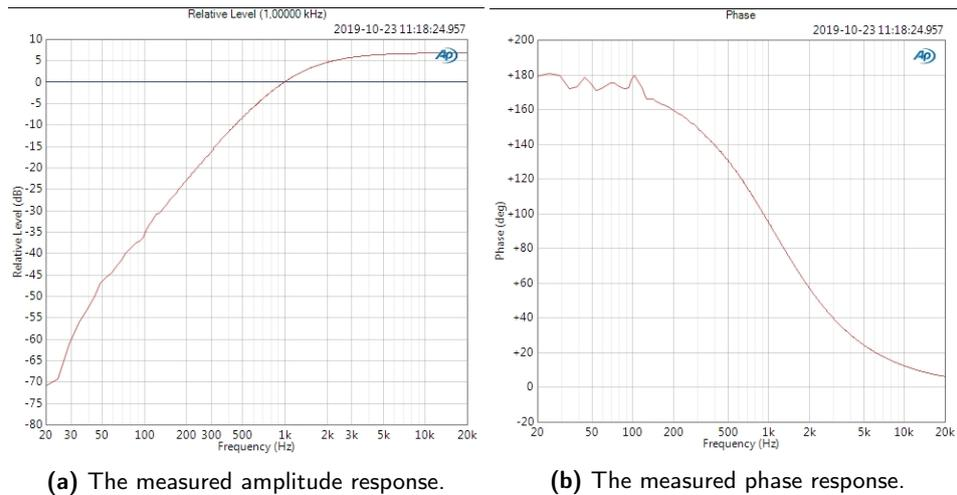 Relative Level (1,00000 kHz)
2019-10-23 11:18:24.957
10
5
0
-5
-10
-15
-20
-25
-30
-35
-40
-45
-50
-55
-60
-65
-70
-75
-80
Relative Level (dB)
AP
20 30 50 100 200 300 500 1k 2k 3k 5k 10k 20k
Frequency (Hz)
(a) The measured amplitude response.
Phase
2019-10-23 11:18:24.957
+200
+180
+160
+140
+120
+100
+80
+60
+40
+20
0
-20
Phase (deg)
AP
20 50 100 200 500 1k 2k 5k 10k 20k
Frequency (Hz)
(b) The measured phase response.